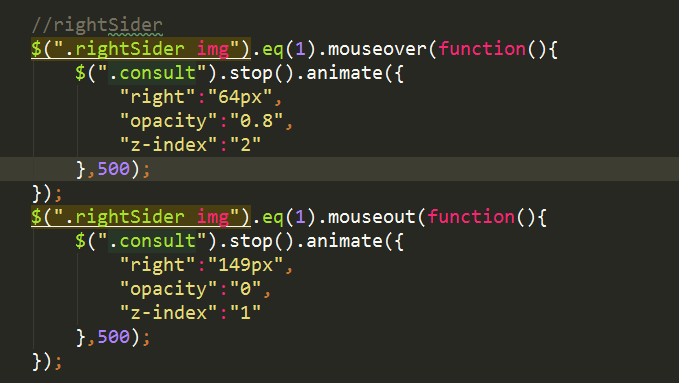 //rightSider
$(".rightSider img").eq(1).mouseover(function(){
    $(".consult").stop().animate({
        "right":"64px",
        "opacity":"0.8",
        "z-index":"2"
    },500);
});
$(".rightSider img").eq(1).mouseout(function(){
    $(".consult").stop().animate({
        "right":"149px",
        "opacity":"0",
        "z-index":"1"
    },500);
});